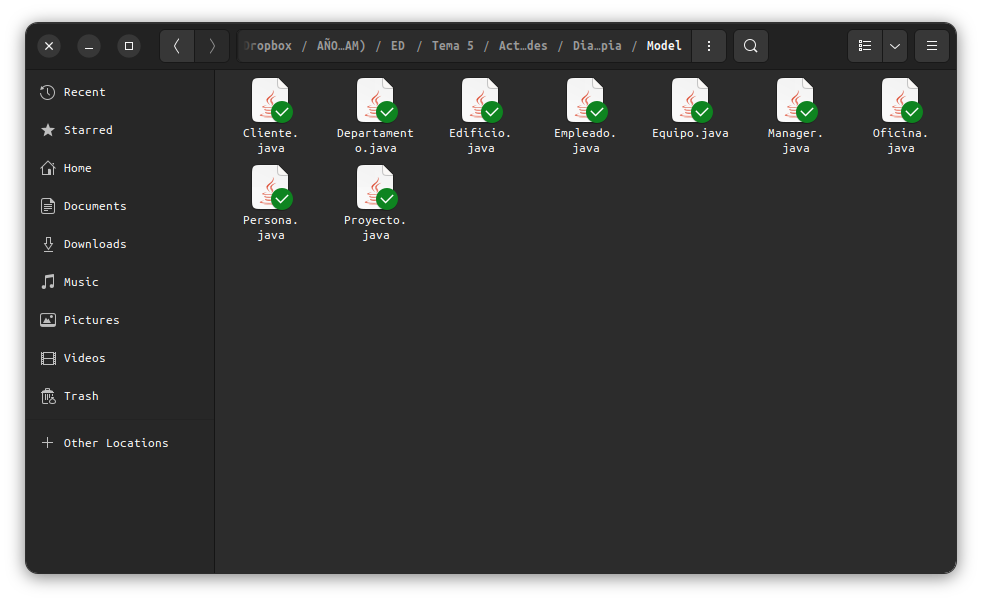 Dropbox / AÑO…AM) / ED / Tema 5 / Act…des / Dia…pia / Model
Recent
Starred
Home
Documents
Downloads
Music
Pictures
Videos
Trash
Other Locations
Cliente.
java
Departament
o.java
Edificio.
java
Empleado.
java
Equipo.java
Manager.
java
Oficina.
java
Persona.
java
Proyecto.
java